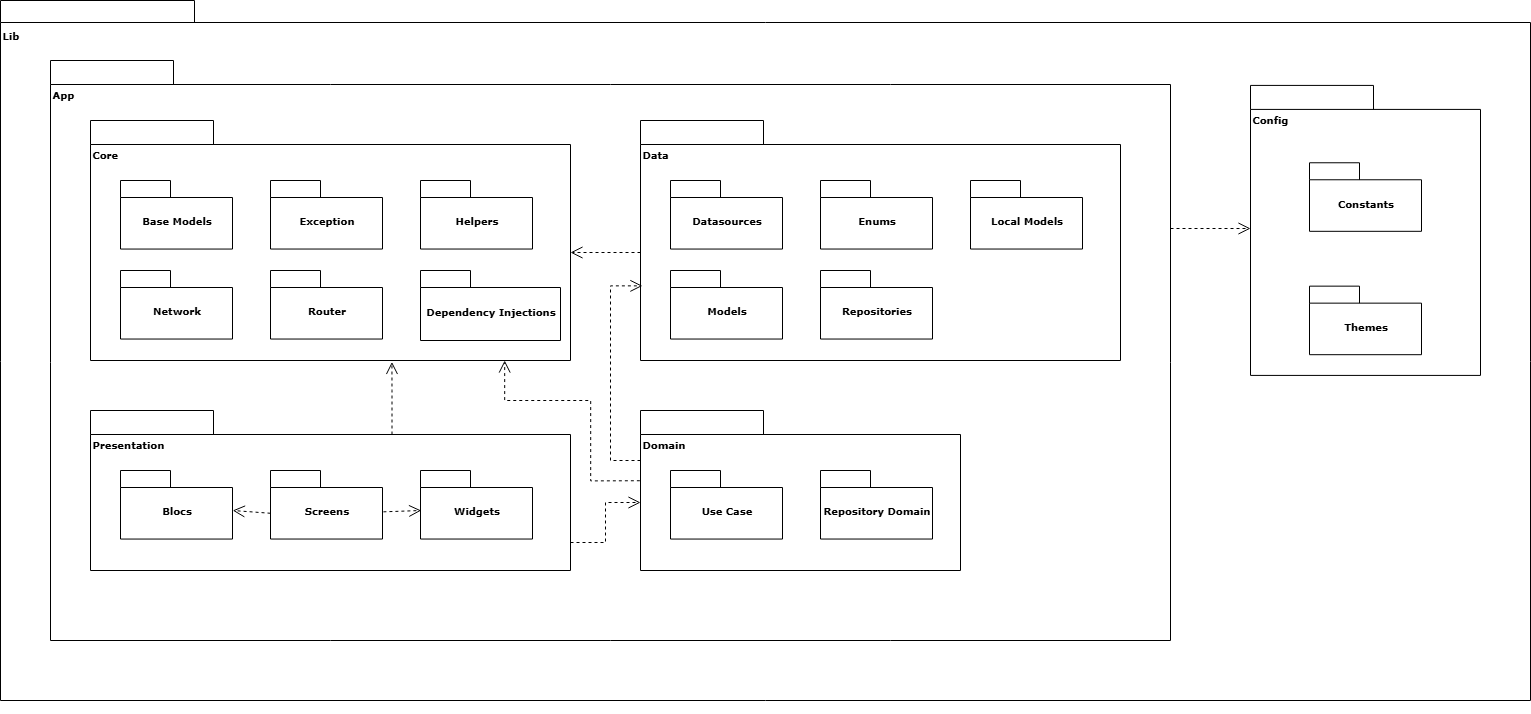 Lib
App
Core
Base Models
Exception
Helpers
Network
Router
Dependency Injections
Data
Datasources
Enums
Local Models
Models
Repositories
Presentation
Blocs
Screens
Widgets
Domain
Use Case
Repository Domain
Config
Constants
Themes